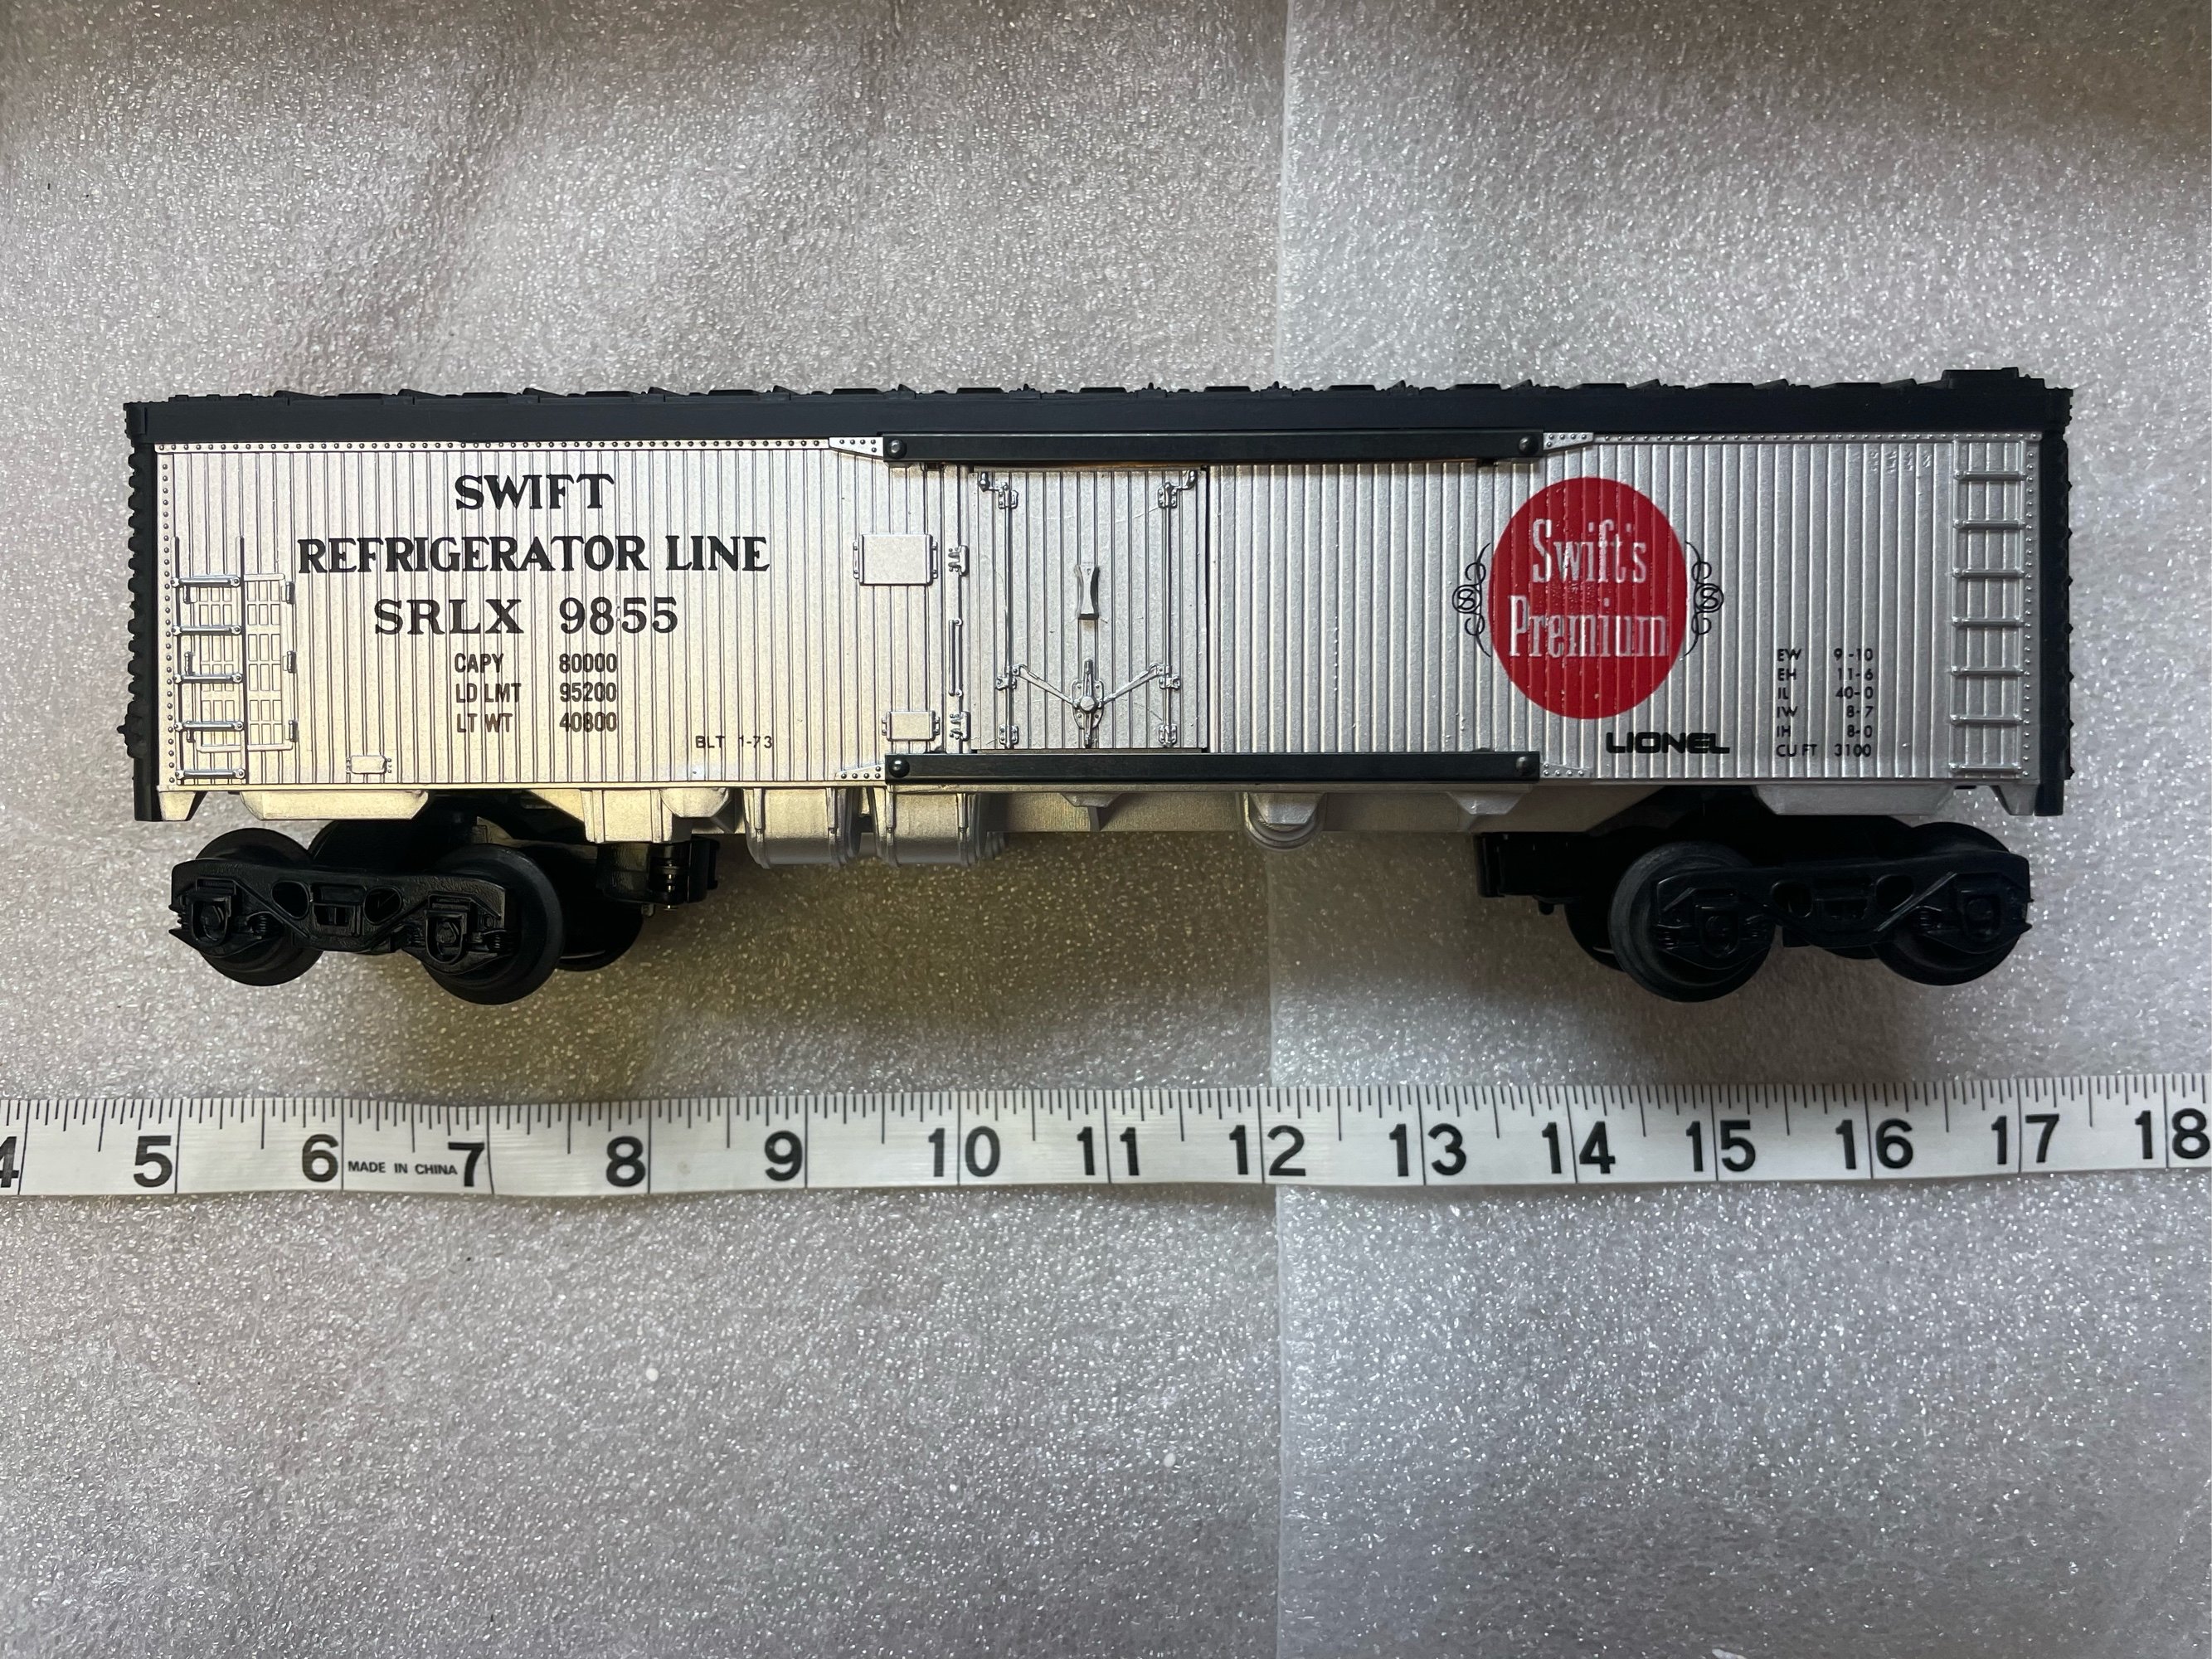 SWIFT
REFRIGERATOR LINE
SRLX 9855
CAPY 80000
LD LMT 95200
LT WT 40800
BLT 1-73
Swift's
Premium
LIONEL
EW 9-10
EH 11-6
IL 40-0
IW 8-7
IH 8-0
CU FT 3100
4 5 6 MADE IN CHINA 7 8 9 10 11 12 13 14 15 16 17 18